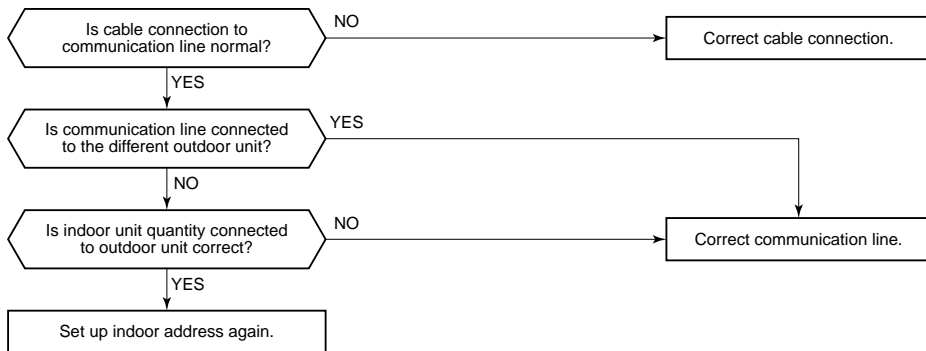 Is cable connection to
communication line normal?
NO
Correct cable connection.
YES
Is communication line connected
to the different outdoor unit?
YES
NO
Is indoor unit quantity connected
to outdoor unit correct?
NO
Correct communication line.
YES
Set up indoor address again.